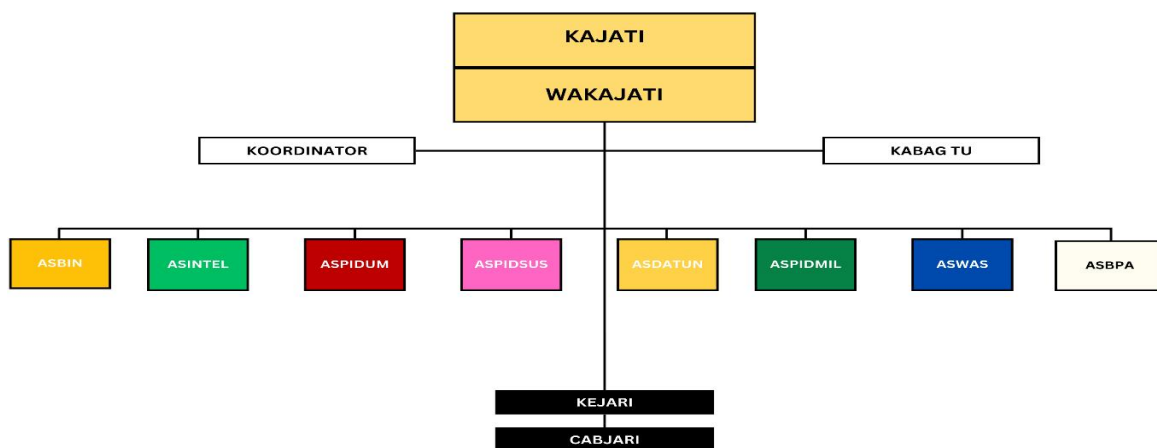 KAJATI
WAKAJATI
KOORDINATOR
KABAG TU
ASBIN
ASINTEL
ASPIDUM
ASPIDSUS
ASDATUN
ASPIDMIL
ASWAS
ASBPA
KEJARI
CABJARI